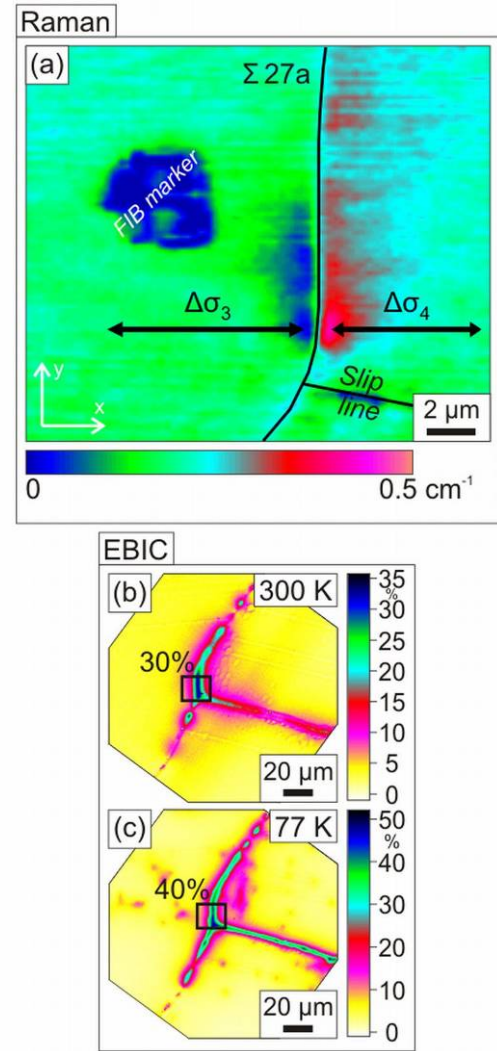 Raman
(a)
Σ 27a
FIB marker
Δσ3
Δσ4
y
x
Slip
line
2 μm
0
0.5 cm-1
EBIC
(b)
300 K
30%
20 μm
35
%
30
25
20
15
10
5
0
(c)
77 K
40%
20 μm
50
%
40
30
20
10
0